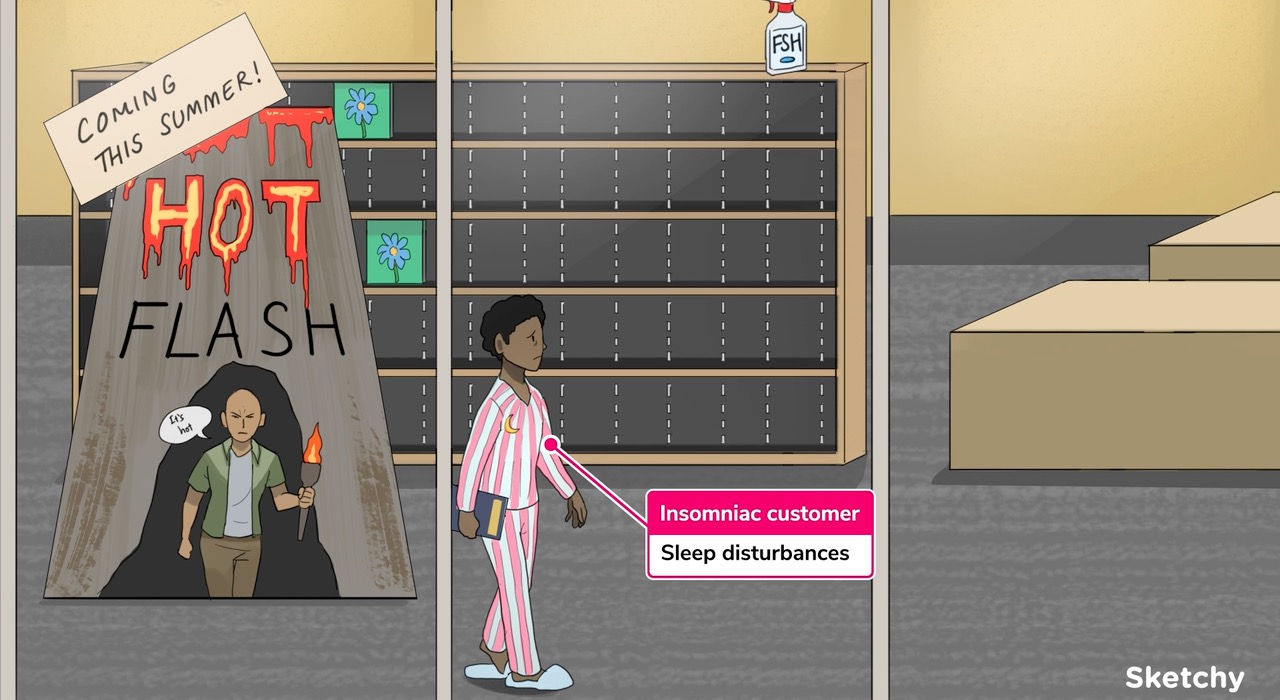 COMING
THIS SUMMER!
HOT
FLASH
It's
hot
FSH
Insomniac customer
Sleep disturbances
Sketchy